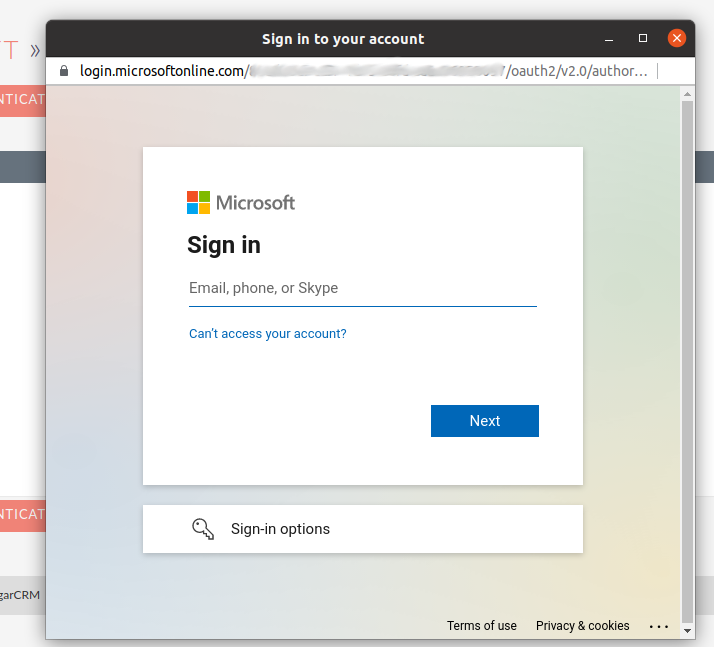 Sign in to your account
T »
login.microsoftonline.com/ /oauth2/v2.0/author...
NTICAT
Microsoft
Sign in
Email, phone, or Skype
Can't access your account?
Next
NTICAT
Sign-in options
garCRM
Terms of use Privacy & cookies ...